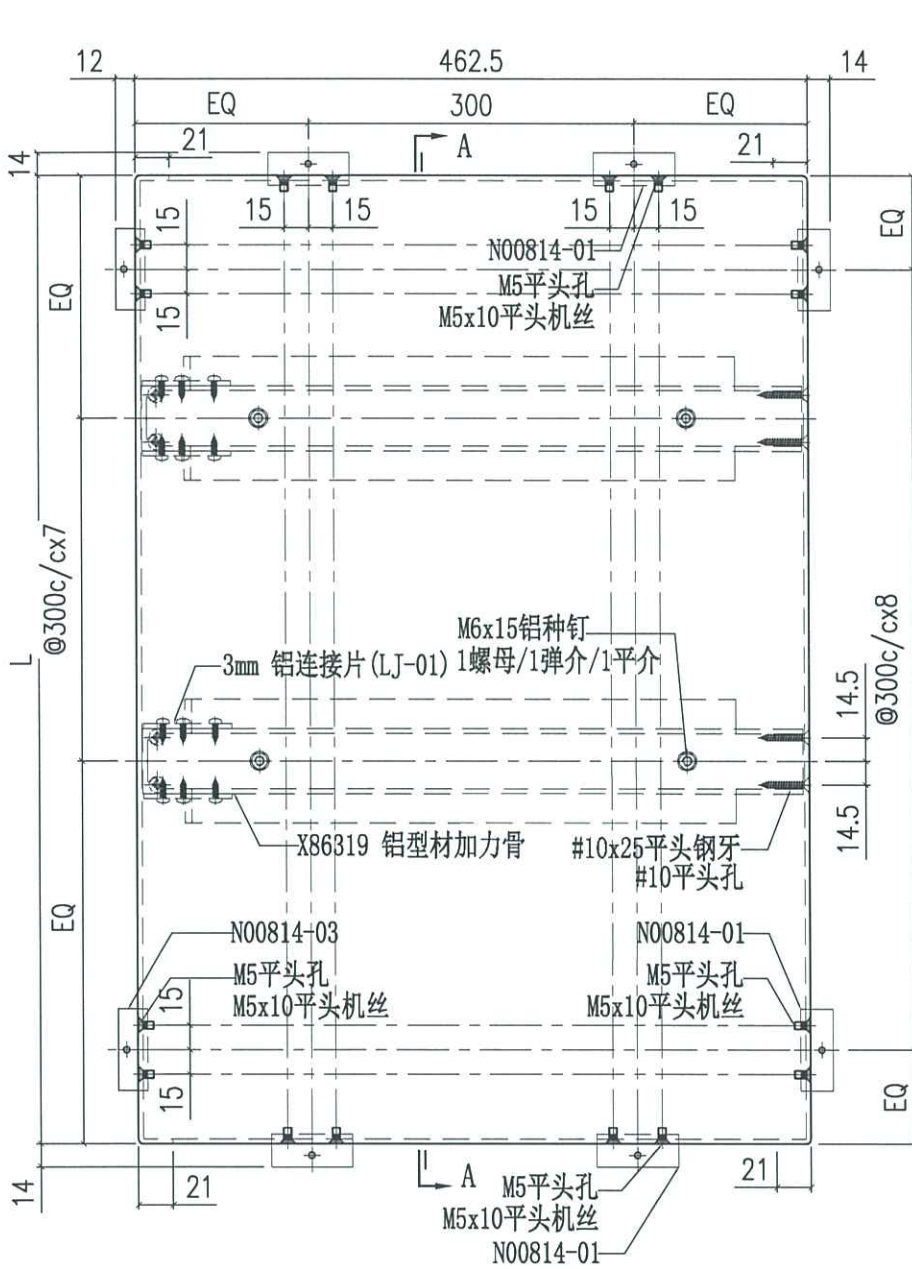 12
462.5
14
EQ
300
EQ
21
A
21
14
15
15
15
15
15
N00814-01
EQ
EQ
M5平头孔
15
M5x10平头机丝
@300c/cx7
L
M6x15铝种钉
3mm 铝连接片(LJ-01)
1螺母/1弹介/1平介
14.5
@300c/cx8
X86319 铝型材加力骨
#10x25平头钢牙
14.5
#10平头孔
EQ
N00814-03
N00814-01
M5平头孔
M5平头孔
15
M5x10平头机丝
M5x10平头机丝
15
EQ
14
21
A
21
M5平头孔
M5x10平头机丝
N00814-01